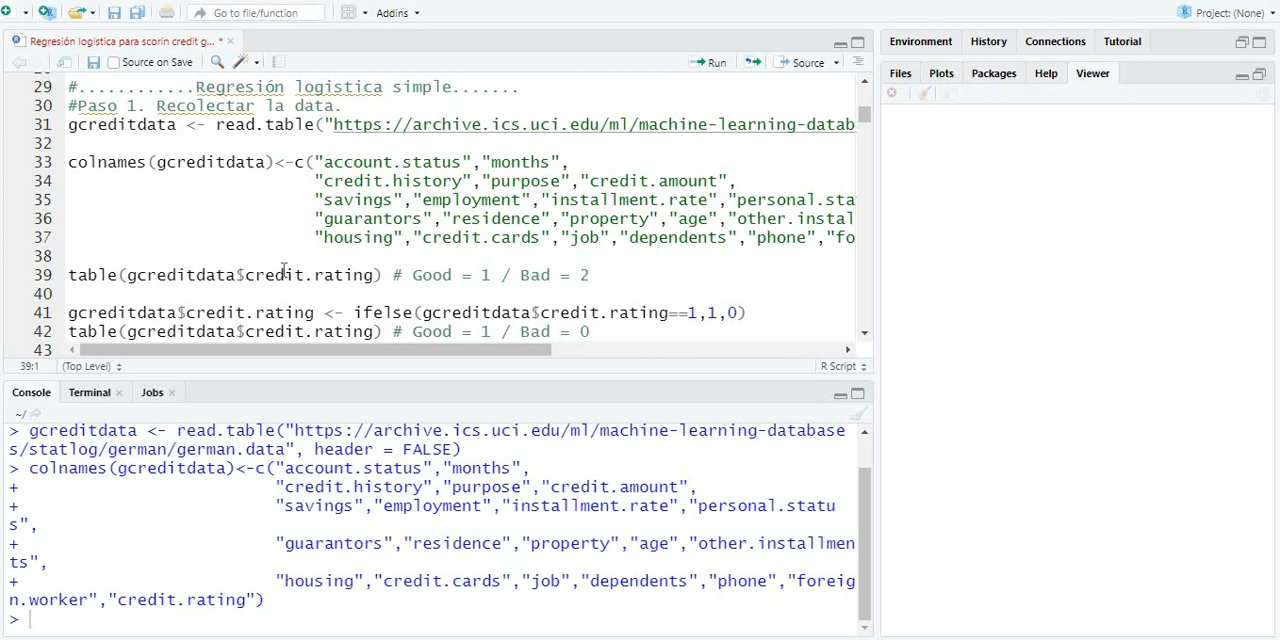 Go to file/function
Addins
Project: (None)
Regresión logistica para scorin credit g... *
Source on Save
Run
Source
29 #............Regresión logistica simple.......
30 #Paso 1. Recolectar la data.
31 gcreditdata <- read.table("https://archive.ics.uci.edu/ml/machine-learning-datab
32
33 colnames(gcreditdata)<-c("account.status","months",
34 "credit.history","purpose","credit.amount",
35 "savings","employment","installment.rate","personal.sta
36 "guarantors","residence","property","age","other.instal
37 "housing","credit.cards","job","dependents","phone","fo
38
39 table(gcreditdata$credit.rating) # Good = 1 / Bad = 2
40
41 gcreditdata$credit.rating <- ifelse(gcreditdata$credit.rating==1,1,0)
42 table(gcreditdata$credit.rating) # Good = 1 / Bad = 0
43
39:1
(Top Level)
R Script
Console
Terminal
Jobs
~/
> gcreditdata <- read.table("https://archive.ics.uci.edu/ml/machine-learning-database
s/statlog/german/german.data", header = FALSE)
> colnames(gcreditdata)<-c("account.status","months",
+ "credit.history","purpose","credit.amount",
+ "savings","employment","installment.rate","personal.statu
s",
+ "guarantors","residence","property","age","other.installmen
ts",
+ "housing","credit.cards","job","dependents","phone","foreig
n.worker","credit.rating")
>
Environment
History
Connections
Tutorial
Files
Plots
Packages
Help
Viewer